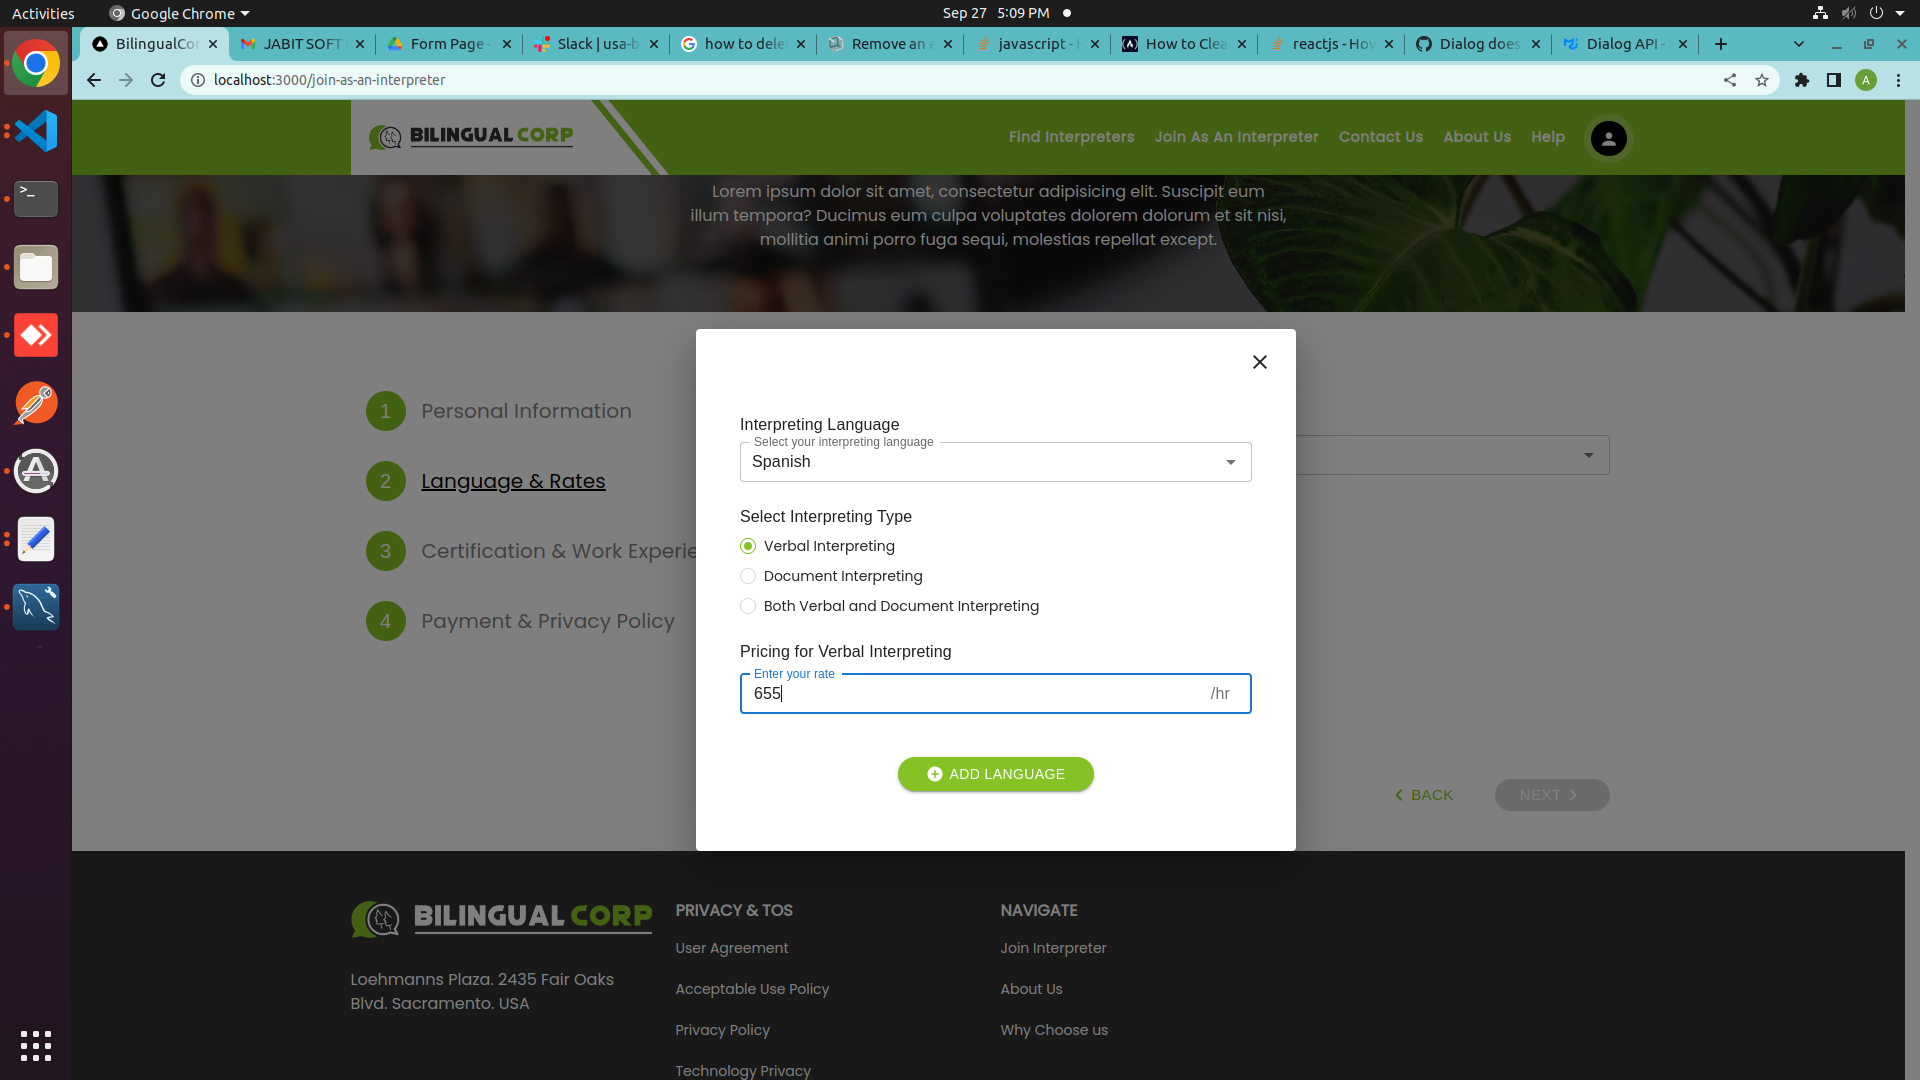 Activities
Google Chrome
Sep 27 5:09 PM
BilingualCor
JABIT SOFT
Form Page -
Slack | usa-b
how to dele
Remove an e
javascript - H
How to Clea
reactjs - How
Dialog does
Dialog API -
localhost:3000/join-as-an-interpreter
A
BILINGUAL CORP
Find Interpreters
Join As An Interpreter
Contact Us
About Us
Help
Lorem ipsum dolor sit amet, consectetur adipisicing elit. Suscipit eum
illum tempora? Ducimus eum culpa voluptates dolorem dolorum et sit nisi,
mollitia animi porro fuga sequi, molestias repellat except.
1 Personal Information
2 Language & Rates
3 Certification & Work Experie
4 Payment & Privacy Policy
Interpreting Language
Select your interpreting language
Spanish
Select Interpreting Type
Verbal Interpreting
Document Interpreting
Both Verbal and Document Interpreting
Pricing for Verbal Interpreting
Enter your rate
655 /hr
ADD LANGUAGE
BACK
NEXT
BILINGUAL CORP
Loehmanns Plaza. 2435 Fair Oaks
Blvd. Sacramento. USA
PRIVACY & TOS
User Agreement
Acceptable Use Policy
Privacy Policy
Technology Privacy
NAVIGATE
Join Interpreter
About Us
Why Choose us